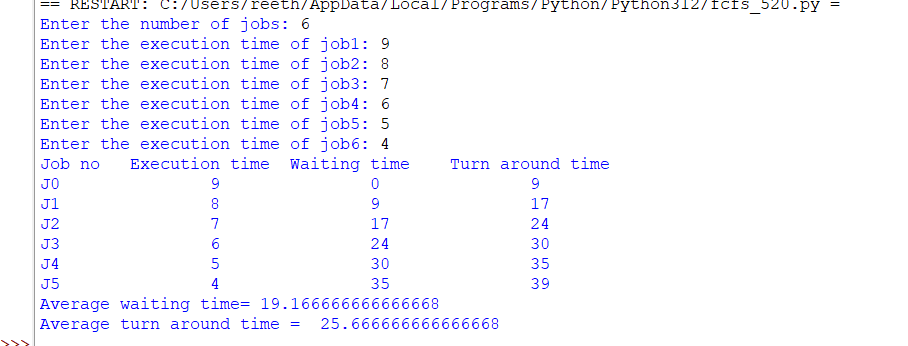 == RESTART: C:/Users/reeth/AppData/Local/Programs/Python/Python312/fcfs_520.py =
Enter the number of jobs: 6
Enter the execution time of job1: 9
Enter the execution time of job2: 8
Enter the execution time of job3: 7
Enter the execution time of job4: 6
Enter the execution time of job5: 5
Enter the execution time of job6: 4
Job no   Execution time  Waiting time    Turn around time
J0 9 0 9
J1 8 9 17
J2 7 17 24
J3 6 24 30
J4 5 30 35
J5 4 35 39
Average waiting time= 19.166666666666668
Average turn around time =  25.666666666666668
>>>